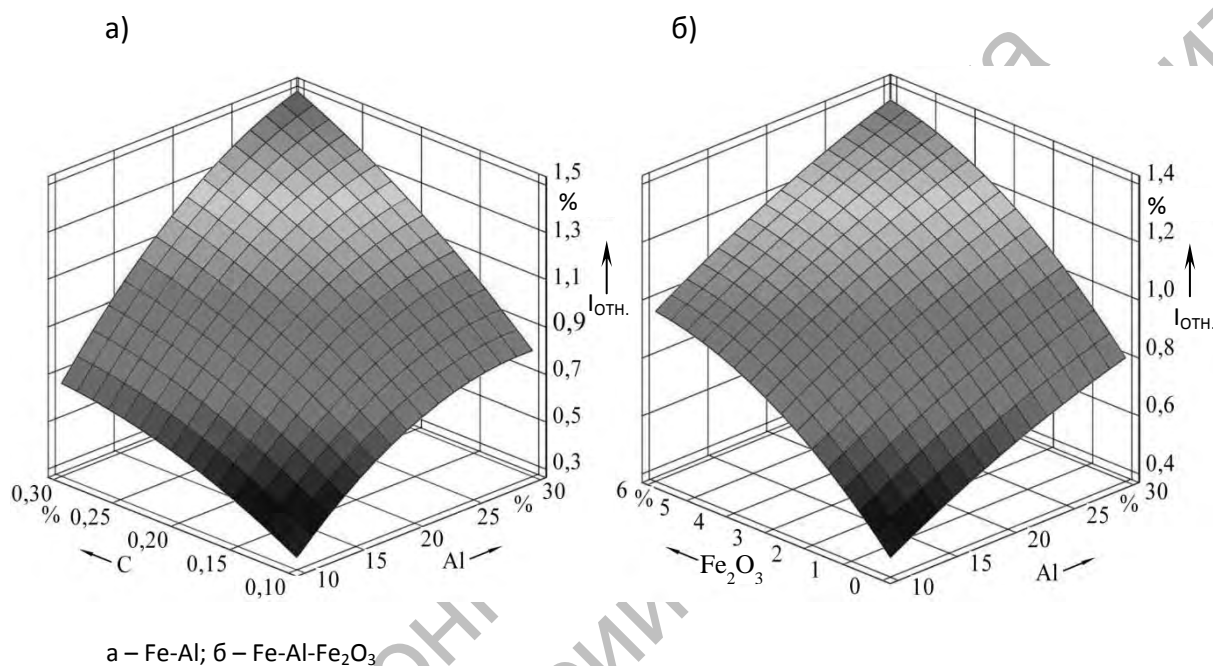 а) б)
1,5 1,4
% %
1,3 1,2
1,1 1,0
IОТН. IОТН.
0,9 0,8
0,7
0,5 0,6
0,3 0,4
0,30 % 0,25 0,20 0,15 0,10
← C
10 15 20 25 % 30
Al →
6 % 5 4 3 2 1 0
← Fe2O3
10 15 20 25 % 30
Al →
а – Fe-Al; б – Fe-Al-Fe2O3